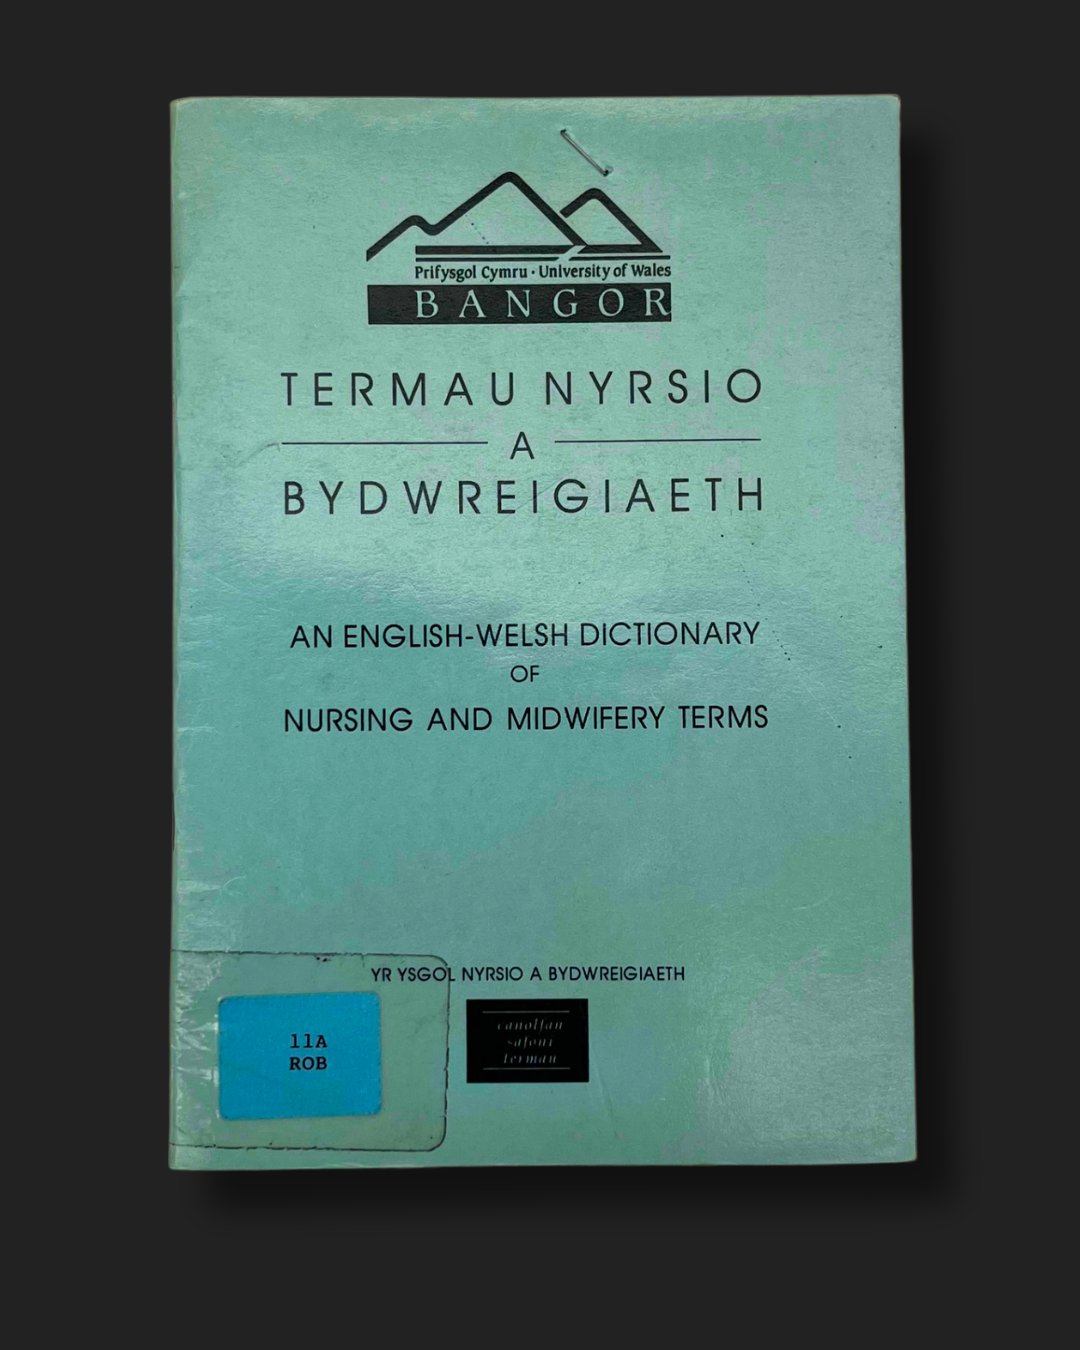 Prifysgol Cymru · University of Wales
BANGOR
TERMAU NYRSIO
A
BYDWREIGIAETH
AN ENGLISH-WELSH DICTIONARY
OF
NURSING AND MIDWIFERY TERMS
YR YSGOL NYRSIO A BYDWREIGIAETH
canolfan
safoni
termau
11A
ROB